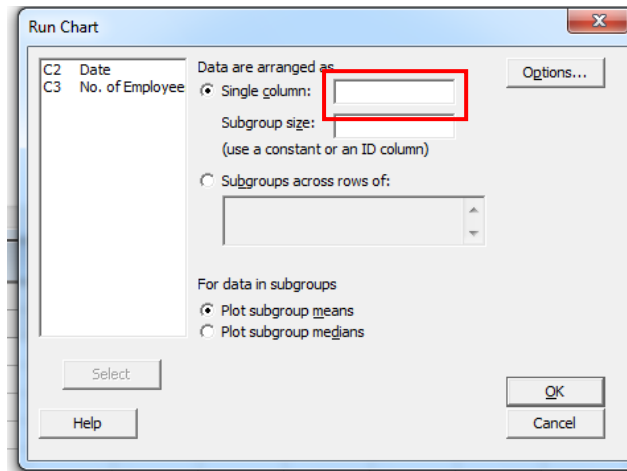 Run Chart
C2 Date
C3 No. of Employee
Data are arranged as
Single column:
Subgroup size:
(use a constant or an ID column)
Subgroups across rows of:
For data in subgroups
Plot subgroup means
Plot subgroup medians
Options...
Select
Help
OK
Cancel